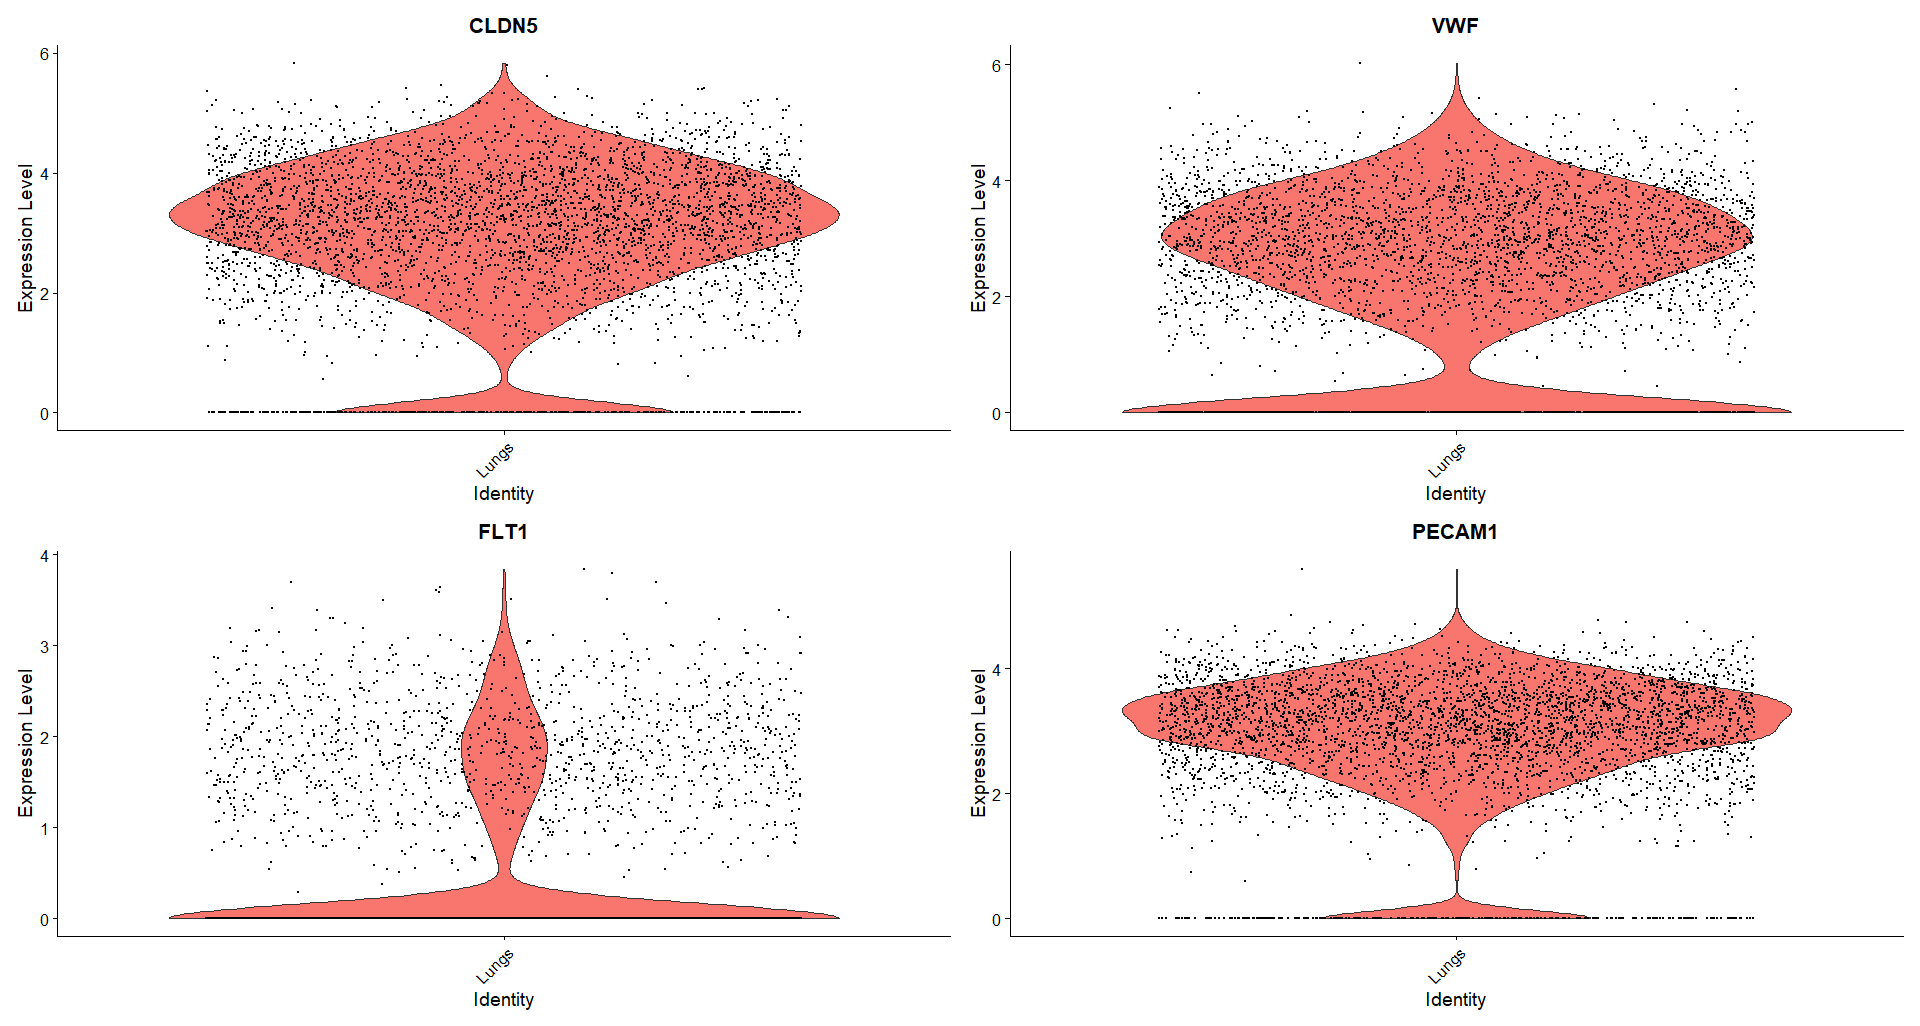 CLDN5
Expression Level
6
4
2
0
Lungs
Identity
VWF
Expression Level
6
4
2
0
Lungs
Identity
FLT1
Expression Level
4
3
2
1
0
Lungs
Identity
PECAM1
Expression Level
4
2
0
Lungs
Identity